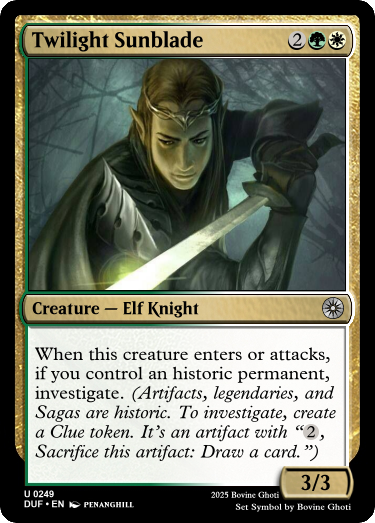 Twilight Sunblade 2
Creature — Elf Knight
When this creature enters or attacks,
if you control an historic permanent,
investigate. (Artifacts, legendaries, and
Sagas are historic. To investigate, create
a Clue token. It's an artifact with “2,
Sacrifice this artifact: Draw a card.”)
3/3
U 0249
DUF • EN PENANGHILL
2025 Bovine Ghoti
Set Symbol by Bovine Ghoti